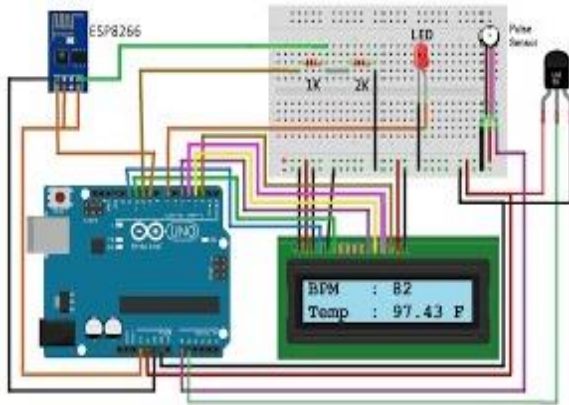 ESP8266
LED
Pulse
Sensor
1K
2K
UNO
BPM : 82
Temp : 97.43 F